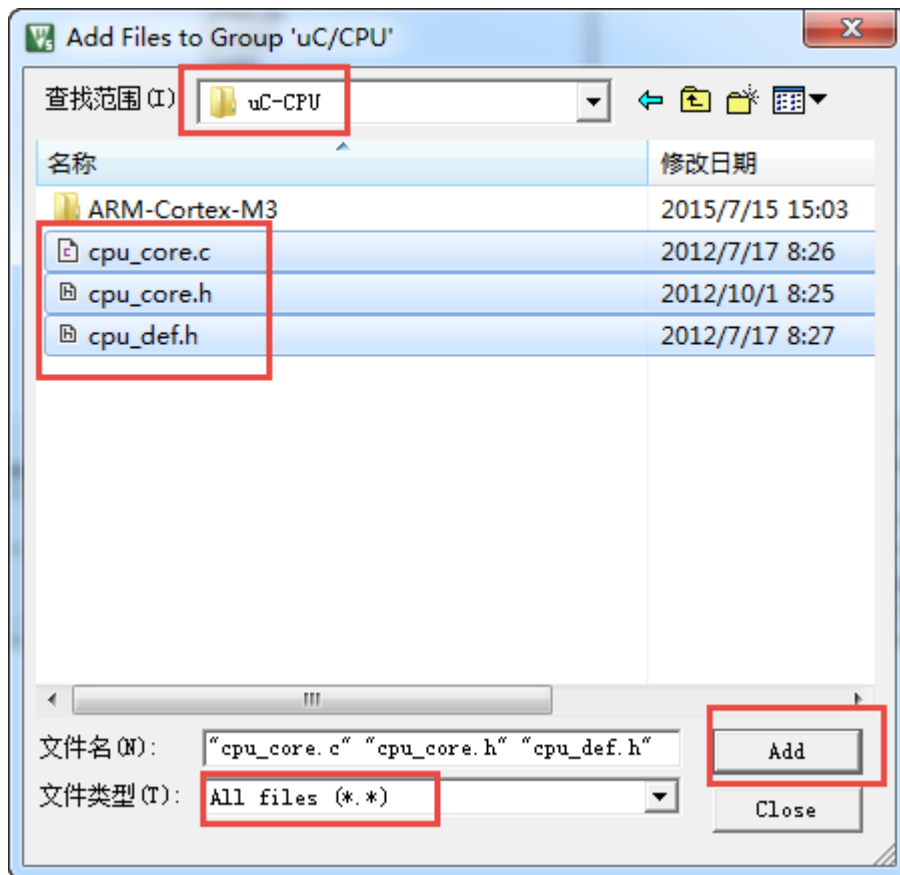 Add Files to Group 'uC/CPU'
查找范围(I) uC-CPU
名称 修改日期
ARM-Cortex-M3 2015/7/15 15:03
cpu_core.c 2012/7/17 8:26
cpu_core.h 2012/10/1 8:25
cpu_def.h 2012/7/17 8:27
文件名(N): "cpu_core.c" "cpu_core.h" "cpu_def.h" Add
文件类型(T): All files (*.*) Close